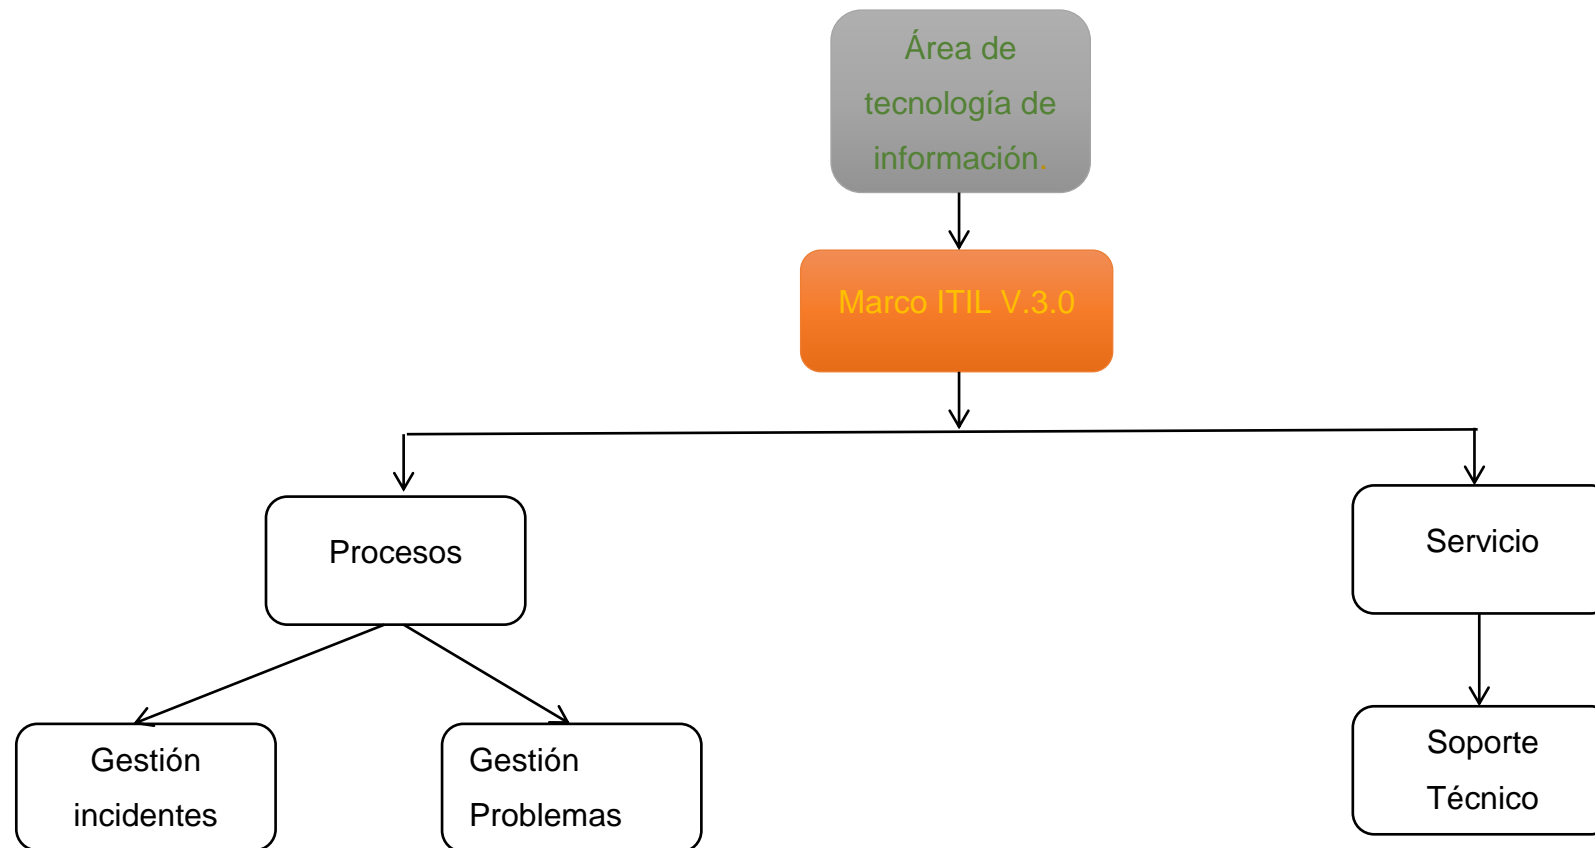 Área de
tecnología de
información.
Marco ITIL V.3.0
Procesos
Servicio
Gestión
incidentes
Gestión
Problemas
Soporte
Técnico